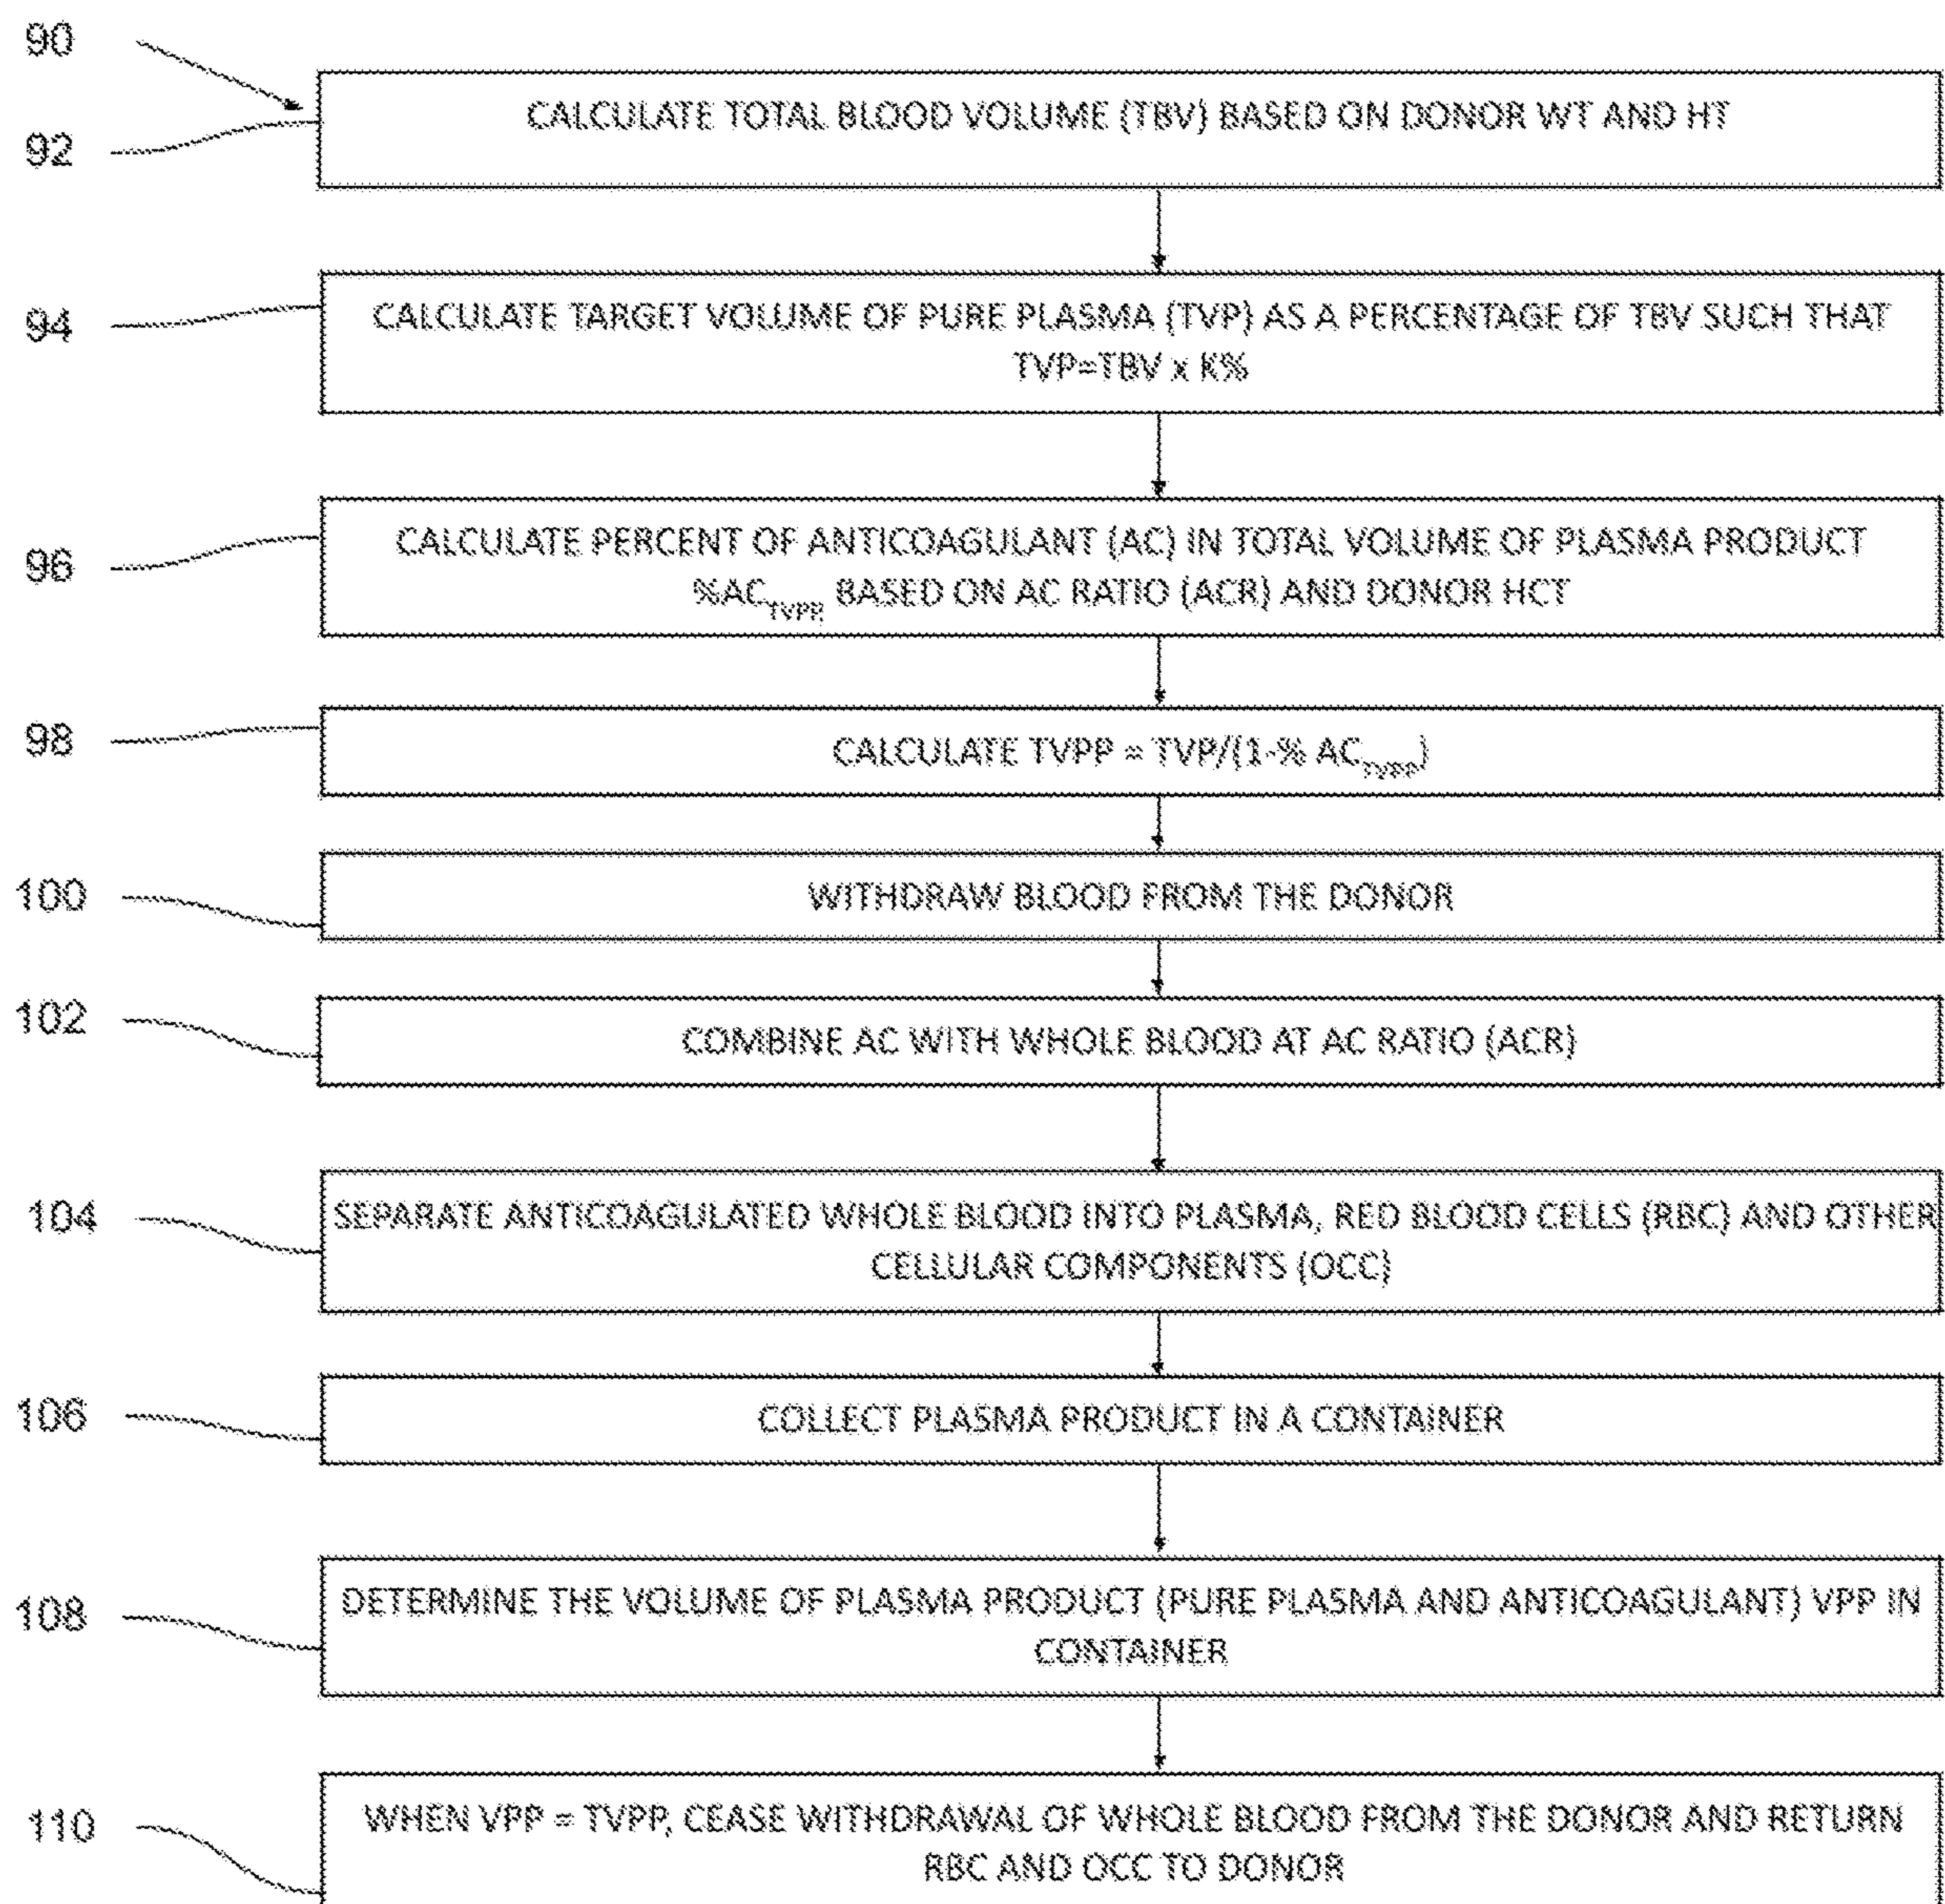 90
92
CALCULATE TOTAL BLOOD VOLUME (TBV) BASED ON DONOR WT AND HT
94
CALCULATE TARGET VOLUME OF PURE PLASMA (TVP) AS A PERCENTAGE OF TBV SUCH THAT
TVP=TBV x K%
96
CALCULATE PERCENT OF ANTICOAGULANT (AC) IN TOTAL VOLUME OF PLASMA PRODUCT
%AC_TVPP, BASED ON AC RATIO (ACR) AND DONOR HCT
98
CALCULATE TVPP = TVP/(1-% AC_TVPP)
100
WITHDRAW BLOOD FROM THE DONOR
102
COMBINE AC WITH WHOLE BLOOD AT AC RATIO (ACR)
104
SEPARATE ANTICOAGULATED WHOLE BLOOD INTO PLASMA, RED BLOOD CELLS (RBC) AND OTHER
CELLULAR COMPONENTS (OCC)
106
COLLECT PLASMA PRODUCT IN A CONTAINER
108
DETERMINE THE VOLUME OF PLASMA PRODUCT (PURE PLASMA AND ANTICOAGULANT) VPP IN
CONTAINER
110
WHEN VPP = TVPP, CEASE WITHDRAWAL OF WHOLE BLOOD FROM THE DONOR AND RETURN
RBC AND OCC TO DONOR